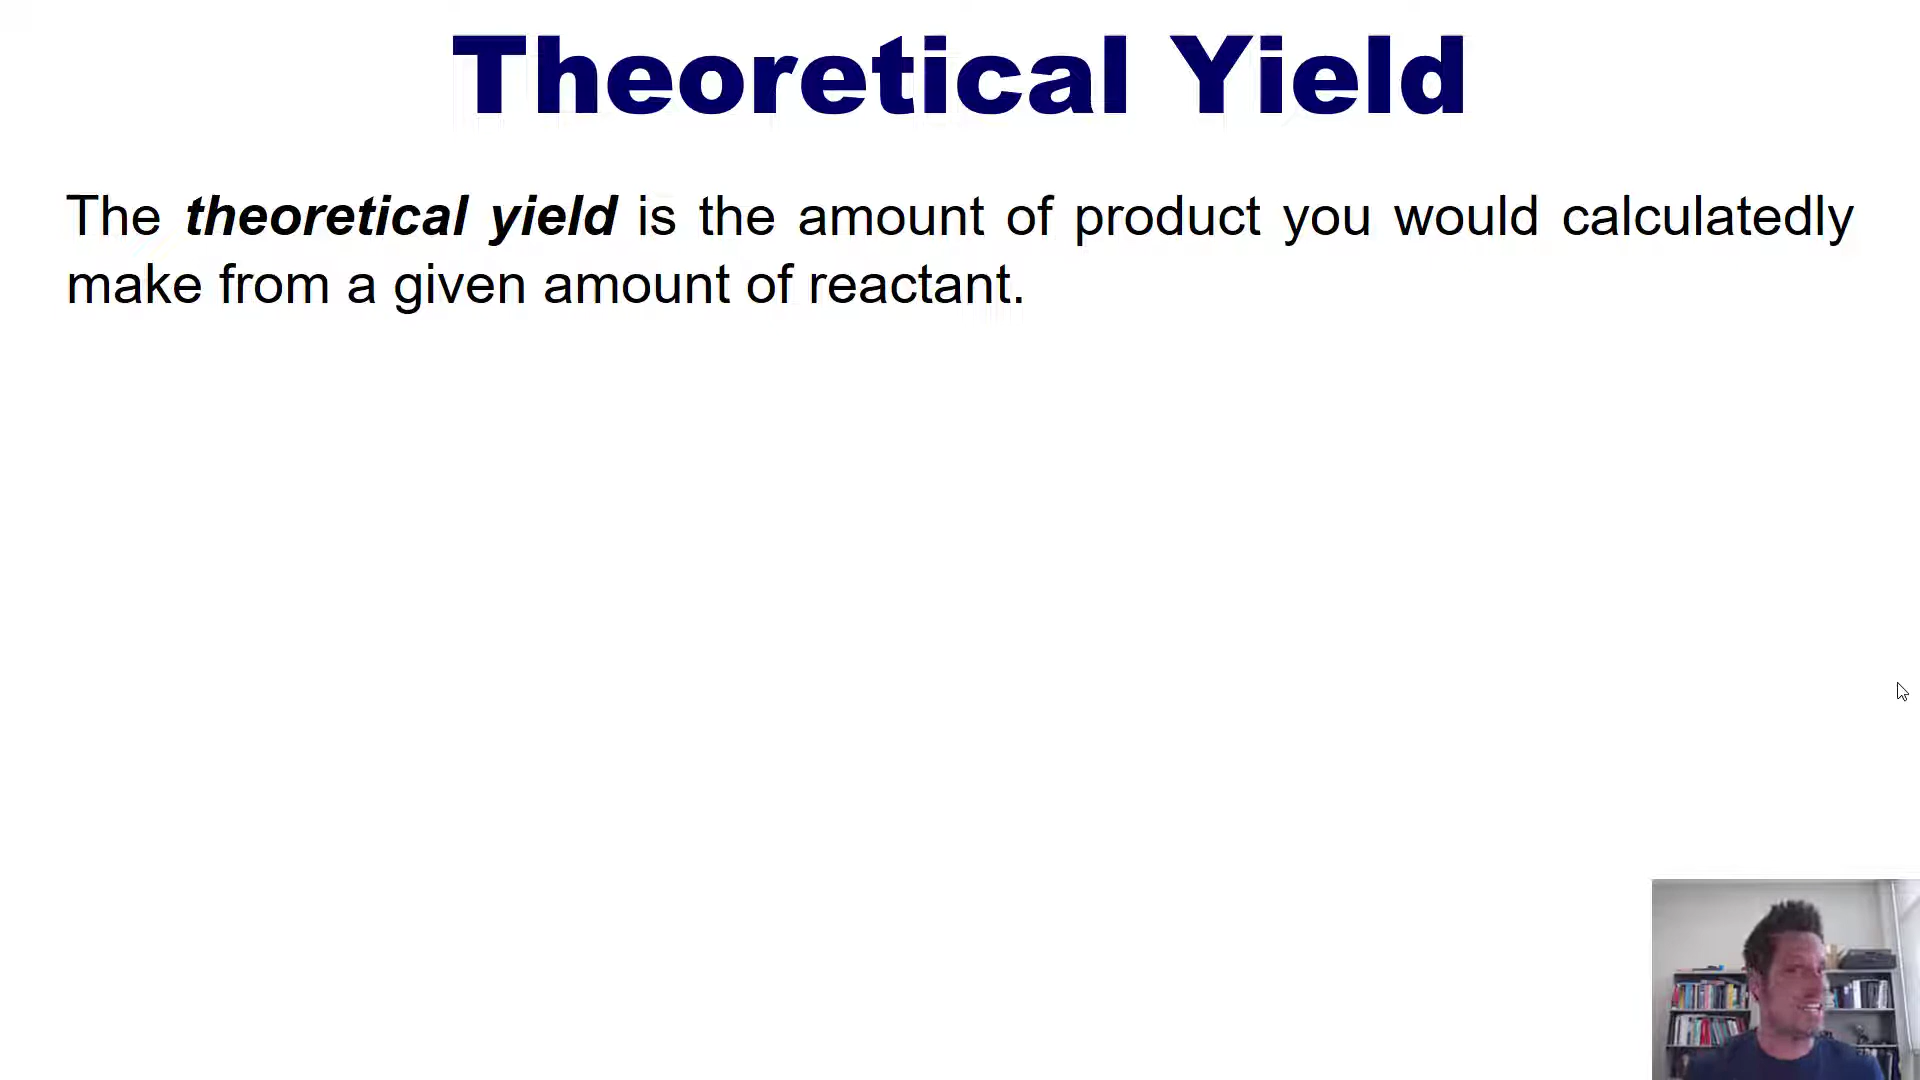 Theoretical Yield
The theoretical yield is the amount of product you would calculatedly
make from a given amount of reactant.